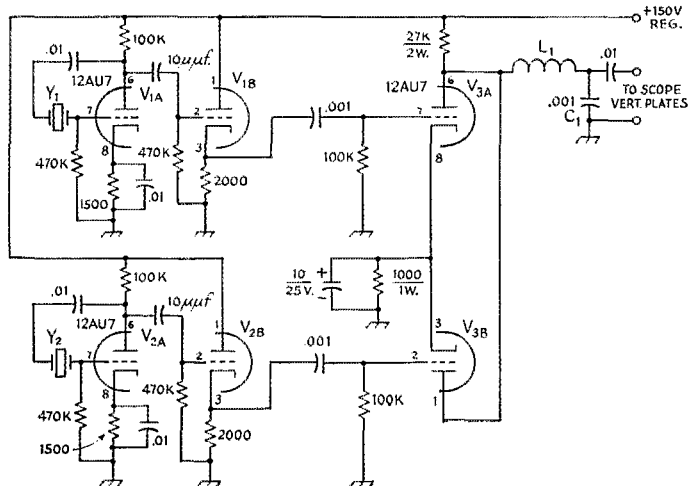 +150V
REG.
100K
.01
10μμf.
12AU7
6
V1B
1
27K
2W.
L1
.01
Y1
7
V1A
2
12AU7
6
V3A
TO SCOPE
VERT. PLATES
.001
7
.001
C1
8
3
8
470K
470K
100K
1500
.01
2000
100K
10
25V.
+
−
1000
1W.
.01
10μμf.
12AU7
6
V2B
1
3
V3B
Y2
7
V2A
2
.001
2
8
3
1
470K
470K
100K
1500
.01
2000